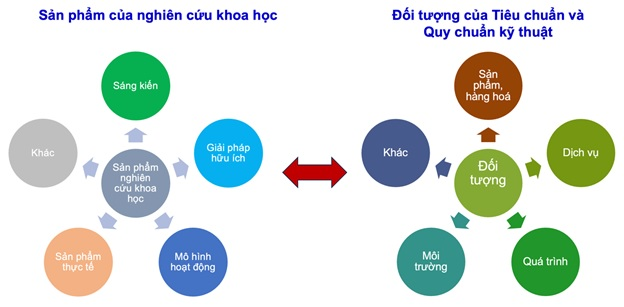 Sản phẩm của nghiên cứu khoa học
Sáng kiến
Khác
Giải pháp
hữu ích
Sản phẩm
nghiên
cứu khoa
học
Sản phẩm
thực tế
Mô hình
hoạt động
Đối tượng của Tiêu chuẩn và
Quy chuẩn kỹ thuật
Sản
phẩm,
hàng hoá
Khác
Dịch vụ
Đối
tượng
Môi
trường
Quá trình